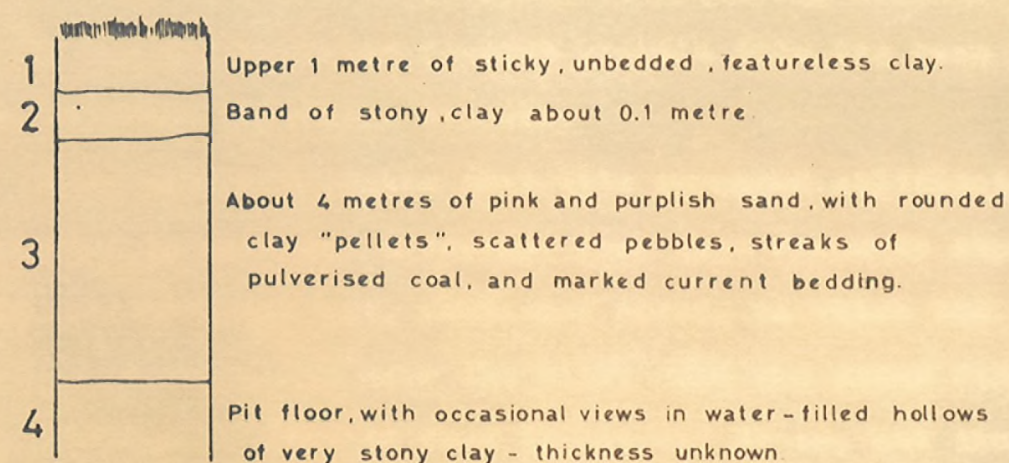 1 Upper 1 metre of sticky, unbedded, featureless clay.
2 Band of stony, clay about 0.1 metre.
About 4 metres of pink and purplish sand, with rounded
3 clay "pellets", scattered pebbles, streaks of
pulverised coal, and marked current bedding.
4 Pit floor, with occasional views in water-filled hollows
of very stony clay - thickness unknown.